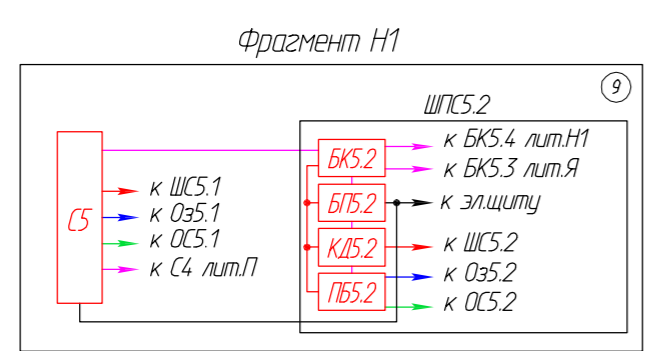 Фрагмент Н1
9
ШПС5.2
С5
к ШС5.1
к Оз5.1
к ОС5.1
к С4 лит.П
БК5.2
БП5.2
КД5.2
ПБ5.2
к БК5.4 лит.Н1
к БК5.3 лит.Я
к эл.щиту
к ШС5.2
к Оз5.2
к ОС5.2